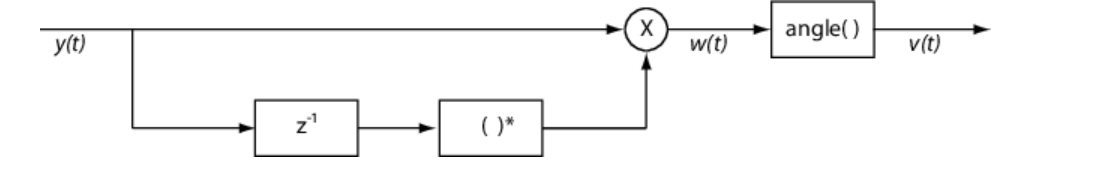 X
angle( )
y(t)
w(t)
v(t)
z⁻¹
( )*